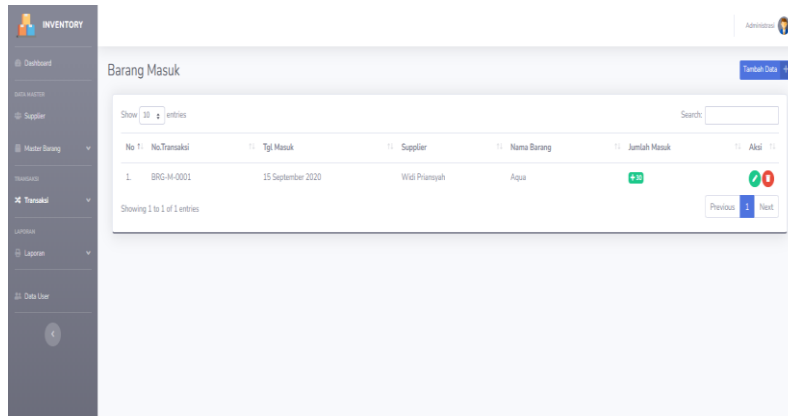 INVENTORY
Administrasi
Dashboard
DATA MASTER
Supplier
Master Barang
TRANSAKSI
Transaksi
LAPORAN
Laporan
Data User
Barang Masuk
Tambah Data +
Show 10 entries
Search:
No No.Transaksi Tgl Masuk Supplier Nama Barang Jumlah Masuk Aksi
1. BRG-M-0001 15 September 2020 Widi Priansyah Aqua
Showing 1 to 1 of 1 entries
Previous 1 Next